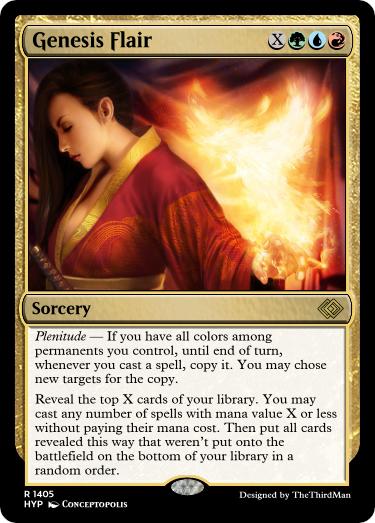 Genesis Flair X
Sorcery
Plenitude — If you have all colors among
permanents you control, until end of turn,
whenever you cast a spell, copy it. You may chose
new targets for the copy.
Reveal the top X cards of your library. You may
cast any number of spells with mana value X or less
without paying their mana cost. Then put all cards
revealed this way that weren't put onto the
battlefield on the bottom of your library in a
random order.
R 1405
HYP Conceptopolis
Designed by TheThirdMan